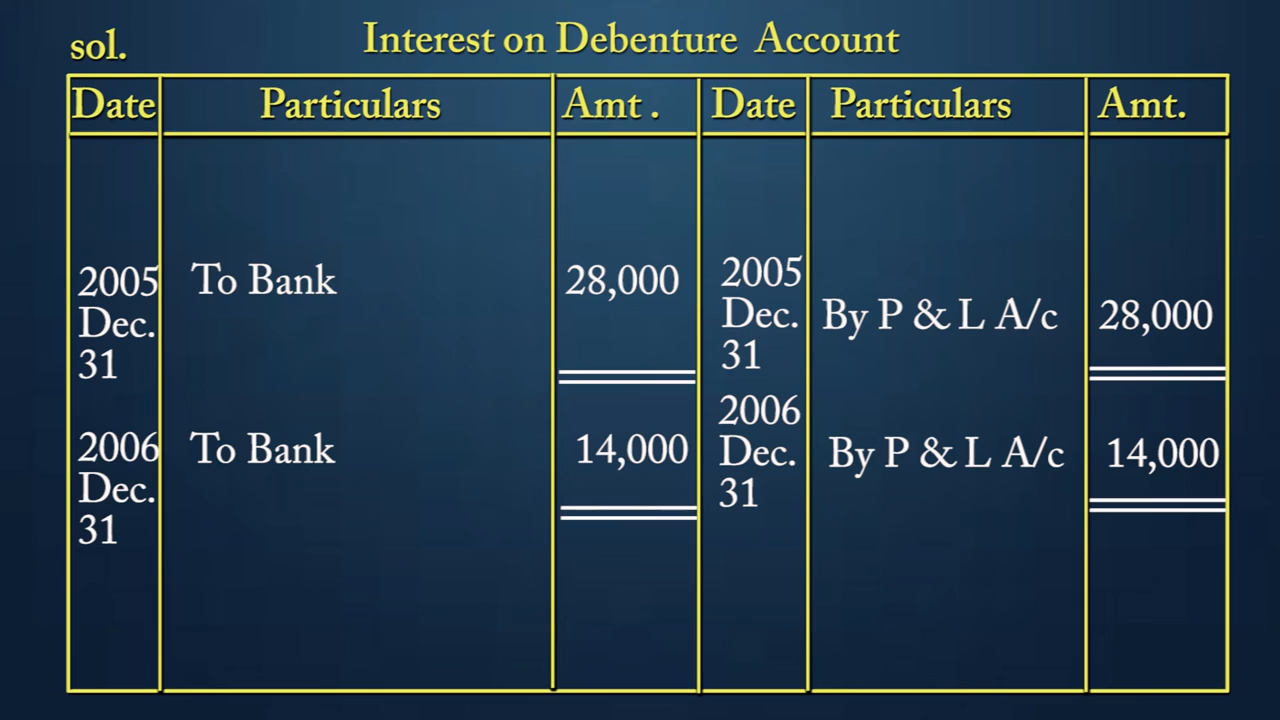 sol.
Interest on Debenture Account
Date Particulars Amt . Date Particulars Amt.
2005 To Bank 28,000 2005
Dec. Dec. By P & L A/c 28,000
31 31
2006
2006 To Bank 14,000 Dec. By P & L A/c 14,000
Dec. 31
31